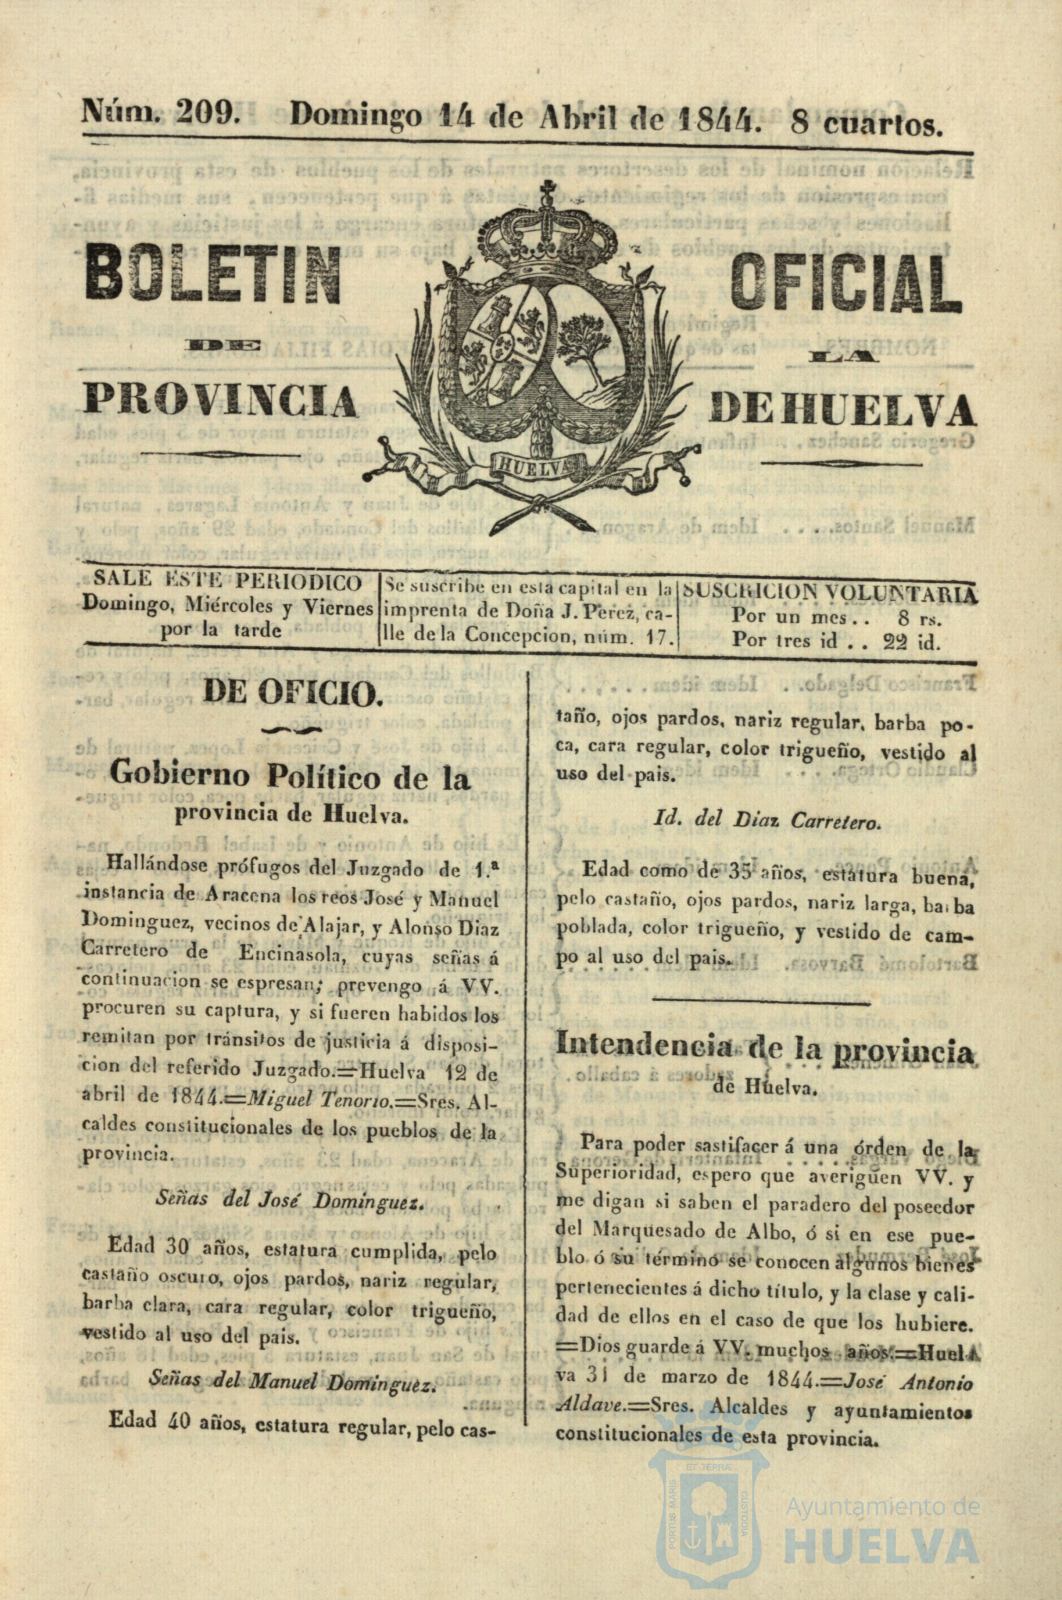 Núm. 209. Domingo 14 de Abril de 1844. 8 cuartos.
BOLETIN OFICIAL
DE LA
PROVINCIA DE HUELVA
HUELVA
SALE ESTE PERIODICO
Domingo, Miércoles y Viernes
por la tarde
Se suscribe en esta capital en la
imprenta de Doña J. Perez, ca-
lle de la Concepcion, núm. 17.
SUSCRICION VOLUNTARIA
Por un mes . . 8 rs.
Por tres id . . 22 id.
DE OFICIO.
Gobierno Político de la
provincia de Huelva.
Hallándose prófugos del Juzgado de 1.ª
instancia de Aracena los reos José y Manuel
Dominguez, vecinos de Alajar, y Alonso Diaz
Carretero de Encinasola, cuyas señas á
continuacion se espresan; prevengo á VV.
procuren su captura, y si fueren habidos los
remitan por tránsitos de justicia á disposi-
cion del referido Juzgado.=Huelva 12 de
abril de 1844.=Miguel Tenorio.=Sres. Al-
caldes constitucionales de los pueblos de la
provincia.
Señas del José Dominguez.
Edad 30 años, estatura cumplida, pelo
castaño oscuro, ojos pardos, nariz regular,
barba clara, cara regular, color trigueño,
vestido al uso del pais.
Señas del Manuel Dominguez.
Edad 40 años, estatura regular, pelo cas-
taño, ojos pardos, nariz regular, barba po-
ca, cara regular, color trigueño, vestido al
uso del pais.
Id. del Diaz Carretero.
Edad como de 35 años, estatura buena,
pelo castaño, ojos pardos, nariz larga, barba
poblada, color trigueño, y vestido de cam-
po al uso del pais.
Intendencia de la provincia
de Huelva.
Para poder sastifacer á una órden de la
Superioridad, espero que averigüen VV. y
me digan si saben el paradero del poseedor
del Marquesado de Albo, ó si en ese pue-
blo ó su término se conocen algunos bienes
pertenecientes á dicho título, y la clase y cali-
dad de ellos en el caso de que los hubiere.
=Dios guarde á VV. muchos años.=Huel
va 31 de marzo de 1844.=José Antonio
Aldave.=Sres. Alcaldes y ayuntamientos
constitucionales de esta provincia.
PORTUS MARIS ET TERRÆ CUSTODIA
Ayuntamiento de
HUELVA